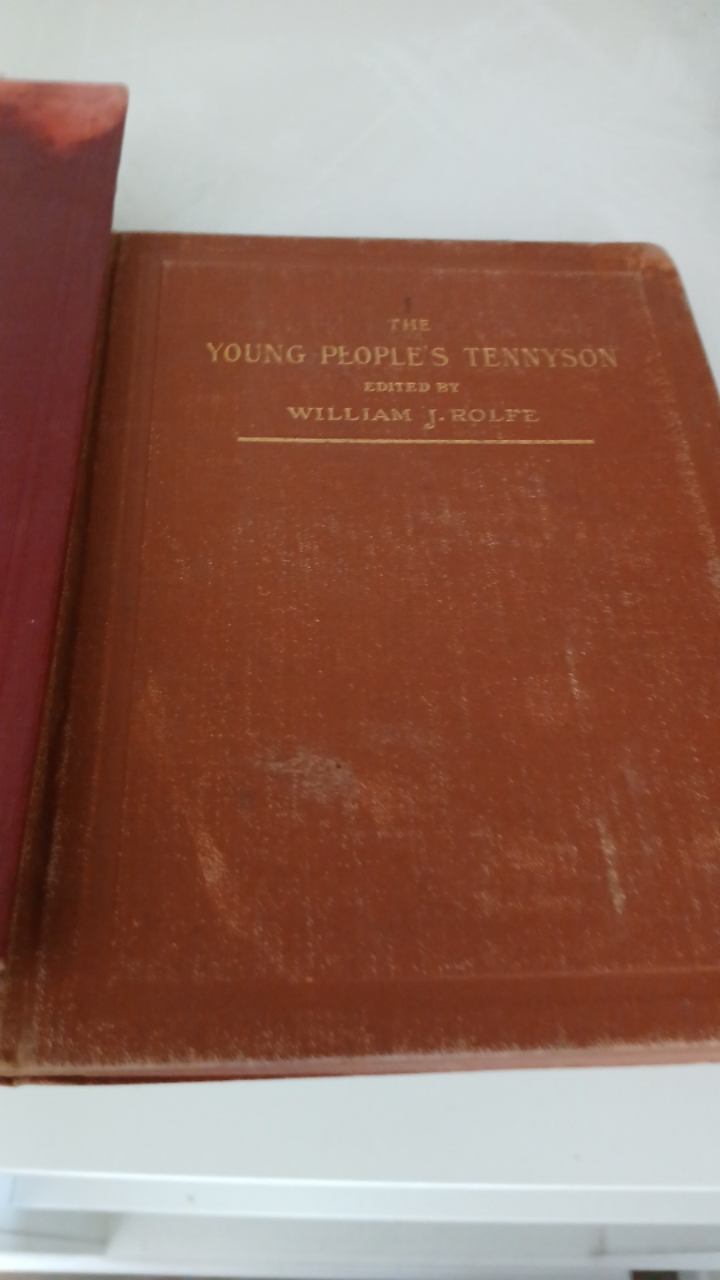 THE
YOUNG PEOPLE'S TENNYSON
EDITED BY
WILLIAM J. ROLFE